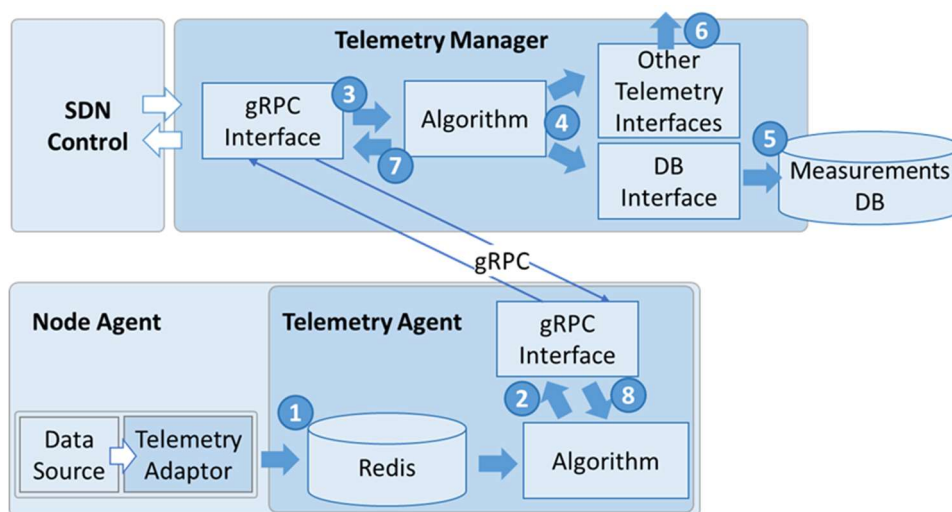 Telemetry Manager
6
SDN
Control
gRPC
Interface
3
7
Algorithm
4
Other
Telemetry
Interfaces
DB
Interface
5
Measurements
DB
gRPC
Node Agent
Telemetry Agent
gRPC
Interface
2
8
1
Data
Source
Telemetry
Adaptor
Redis
Algorithm